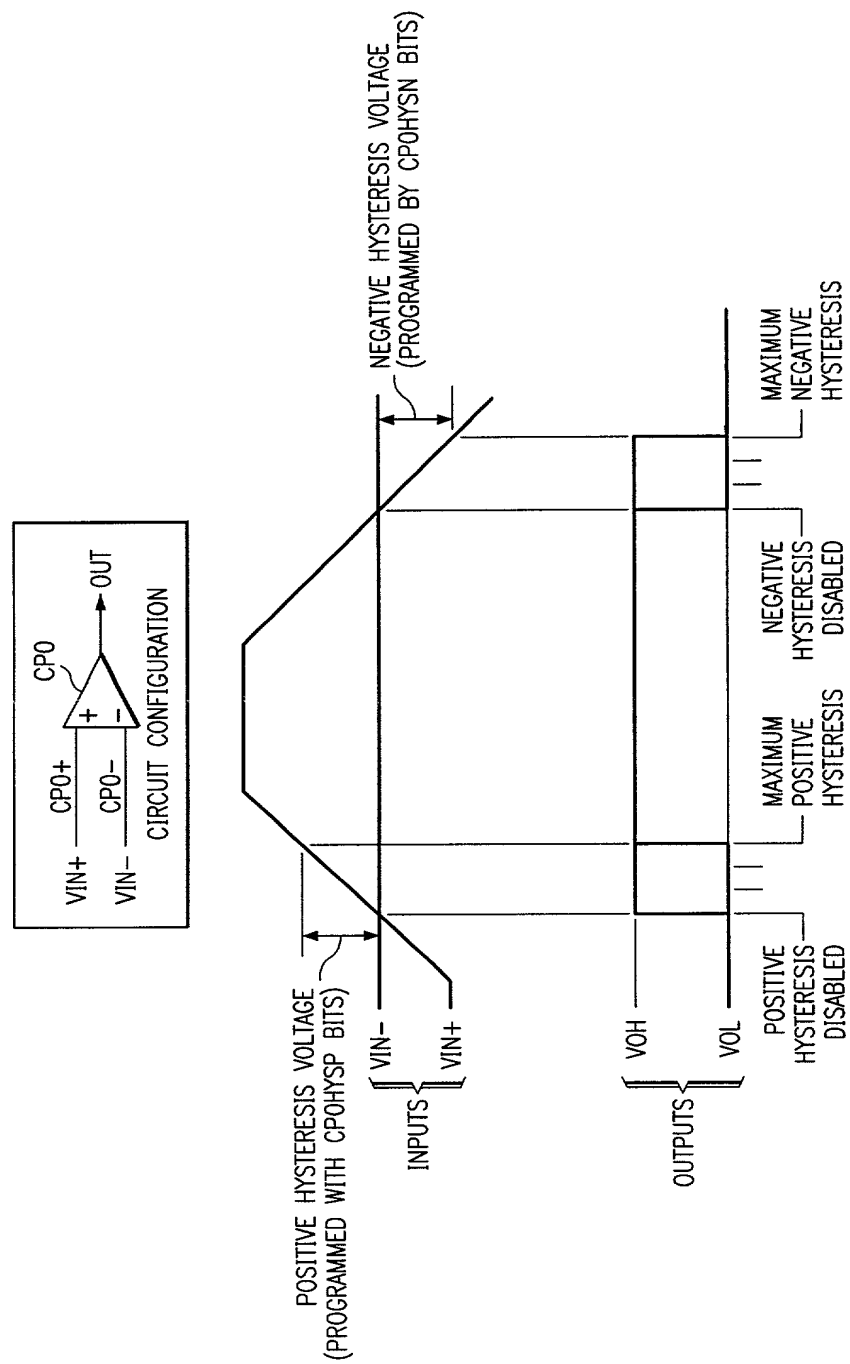 VIN+
CP0+
VIN-
CP0-
+
-
CP0
OUT
CIRCUIT CONFIGURATION
POSITIVE HYSTERESIS VOLTAGE
(PROGRAMMED WITH CP0HYSP BITS)
NEGATIVE HYSTERESIS VOLTAGE
(PROGRAMMED BY CP0HYSN BITS)
INPUTS
VIN-
VIN+
OUTPUTS
VOH
VOL
POSITIVE
HYSTERESIS
DISABLED
MAXIMUM
POSITIVE
HYSTERESIS
NEGATIVE
HYSTERESIS
DISABLED
MAXIMUM
NEGATIVE
HYSTERESIS